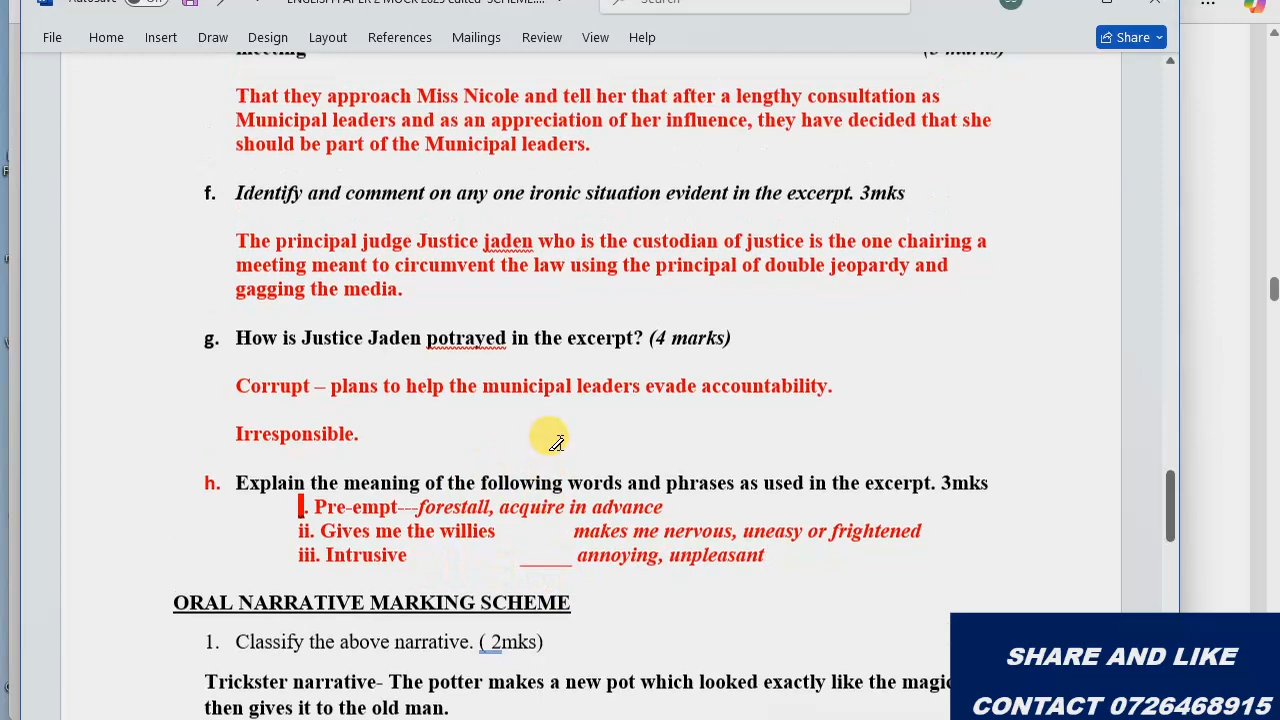 File Home Insert Draw Design Layout References Mailings Review View Help Share
meeting
That they approach Miss Nicole and tell her that after a lengthy consultation as
Municipal leaders and as an appreciation of her influence, they have decided that she
should be part of the Municipal leaders.
f. Identify and comment on any one ironic situation evident in the excerpt. 3mks
The principal judge Justice jaden who is the custodian of justice is the one chairing a
meeting meant to circumvent the law using the principal of double jeopardy and
gagging the media.
g. How is Justice Jaden potrayed in the excerpt? (4 marks)
Corrupt – plans to help the municipal leaders evade accountability.
Irresponsible.
h. Explain the meaning of the following words and phrases as used in the excerpt. 3mks
i. Pre-empt---forestall, acquire in advance
ii. Gives me the willies makes me nervous, uneasy or frightened
iii. Intrusive _____ annoying, unpleasant
ORAL NARRATIVE MARKING SCHEME
1. Classify the above narrative. ( 2mks)
Trickster narrative- The potter makes a new pot which looked exactly like the magic
then gives it to the old man.
SHARE AND LIKE
CONTACT 0726468915